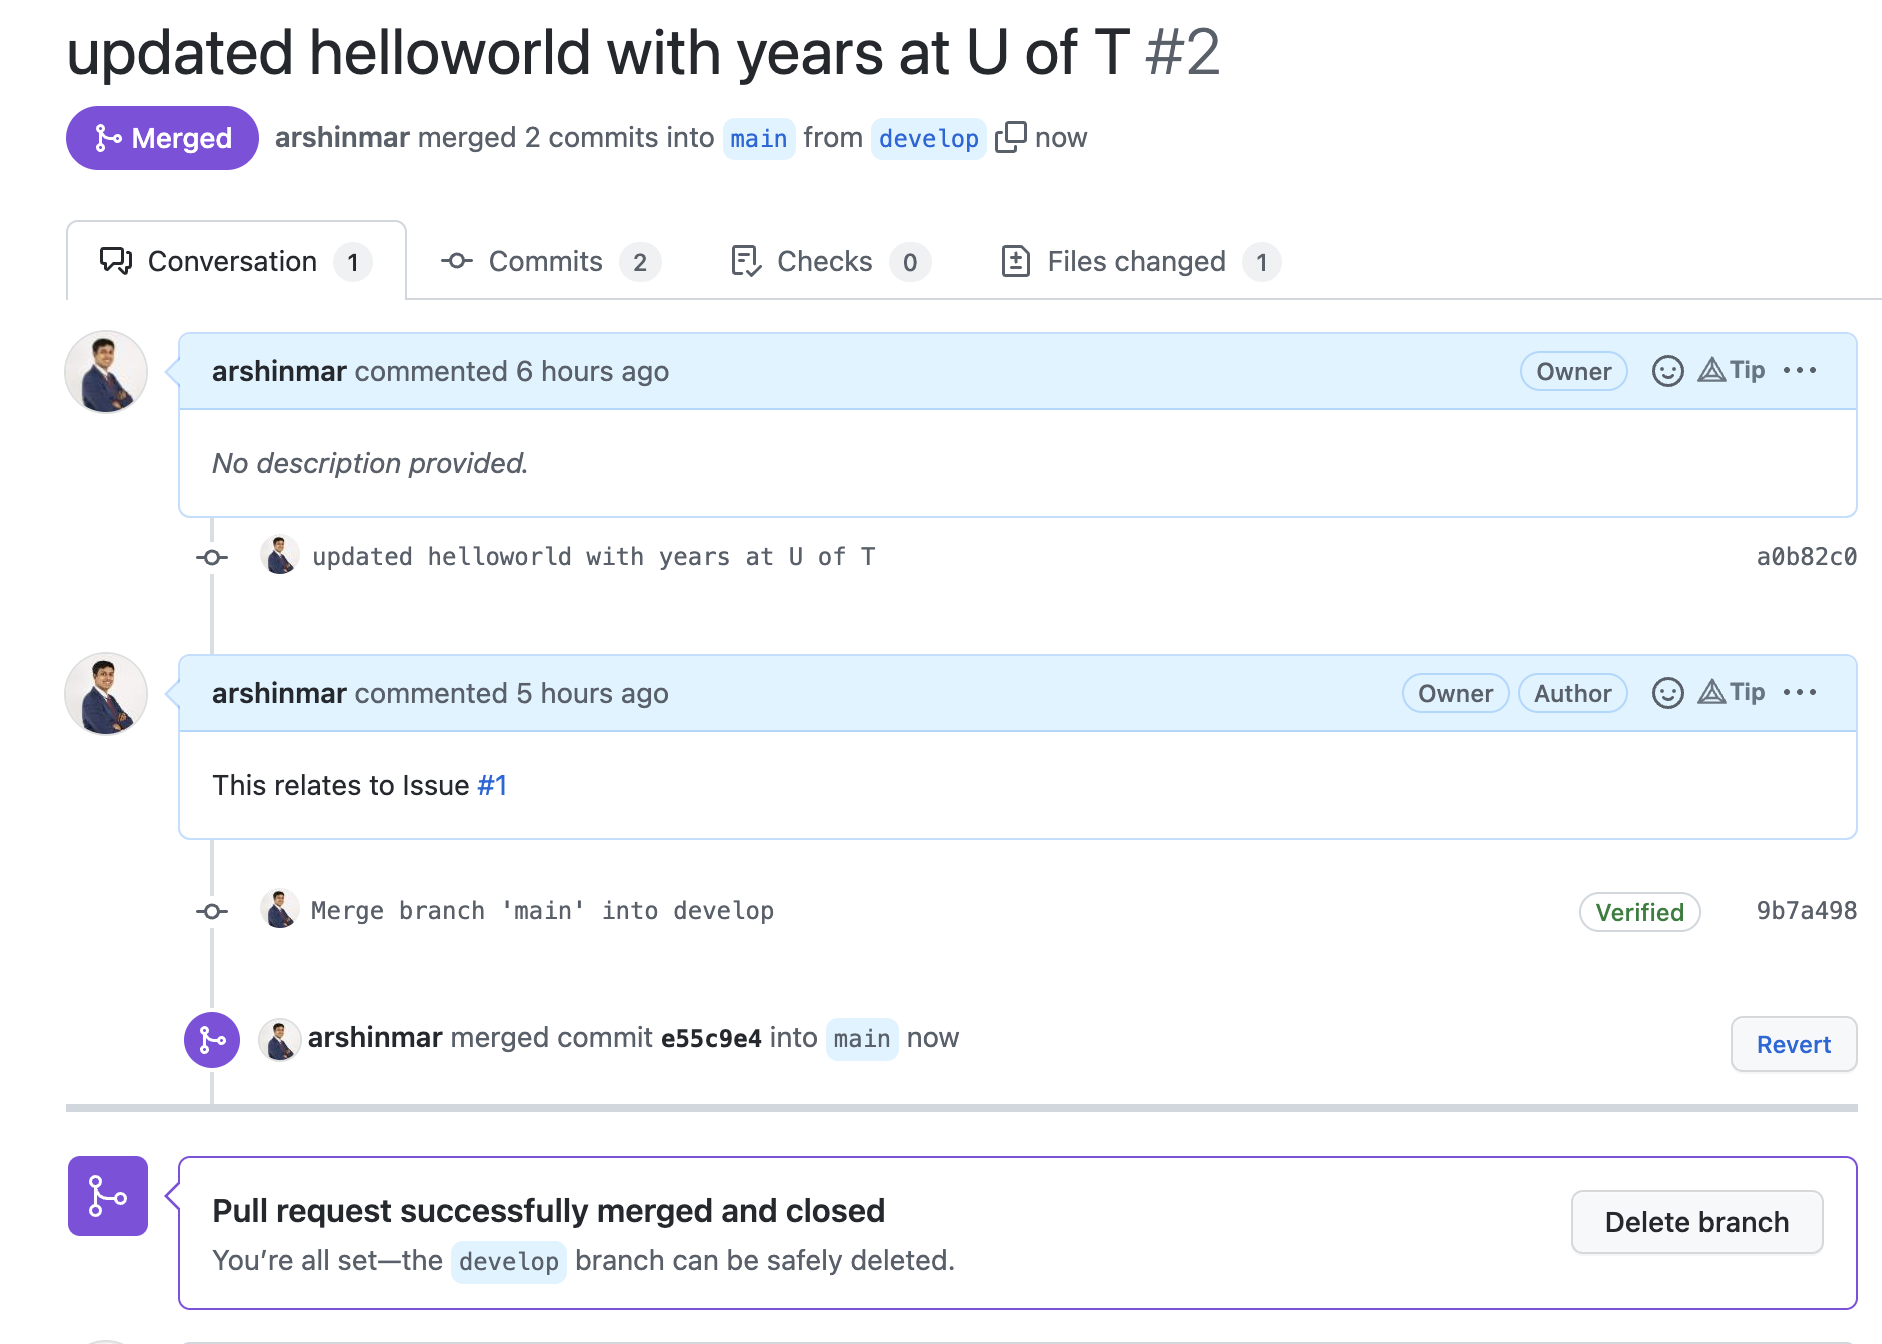 updated helloworld with years at U of T #2
Merged arshinmar merged 2 commits into main from develop now
Conversation 1 Commits 2 Checks 0 Files changed 1
arshinmar commented 6 hours ago Owner Tip
No description provided.
updated helloworld with years at U of T a0b82c0
arshinmar commented 5 hours ago Owner Author Tip
This relates to Issue #1
Merge branch 'main' into develop Verified 9b7a498
arshinmar merged commit e55c9e4 into main now Revert
Pull request successfully merged and closed
You’re all set—the develop branch can be safely deleted.
Delete branch